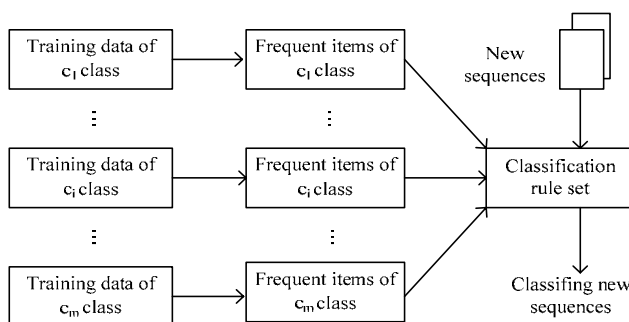 Training data of
c1 class
Frequent items of
c1 class
New
sequences
⋮
⋮
Training data of
ci class
Frequent items of
ci class
Classification
rule set
⋮
⋮
Training data of
cm class
Frequent items of
cm class
Classifing new
sequences